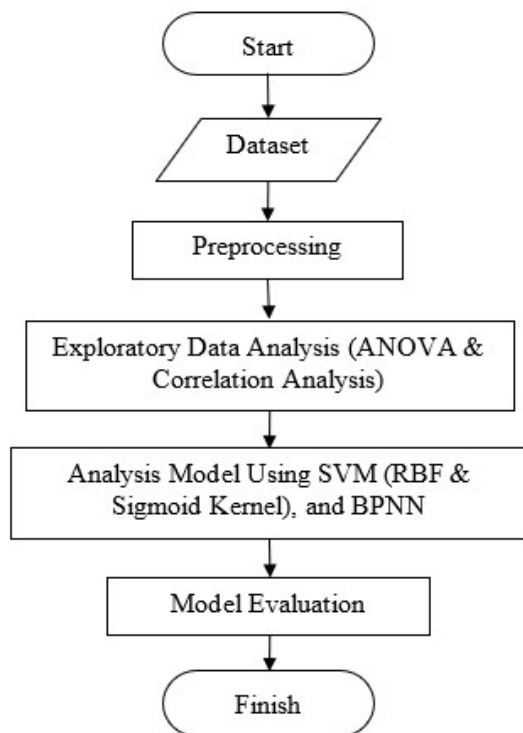 Start
Dataset
Preprocessing
Exploratory Data Analysis (ANOVA &
Correlation Analysis)
Analysis Model Using SVM (RBF &
Sigmoid Kernel), and BPNN
Model Evaluation
Finish